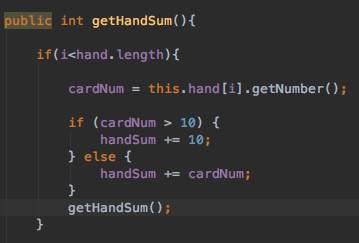 public int getHandSum(){
if(i<hand.length){
cardNum = this.hand[i].getNumber();
if (cardNum > 10) {
handSum += 10;
} else {
handSum += cardNum;
}
getHandSum();
}